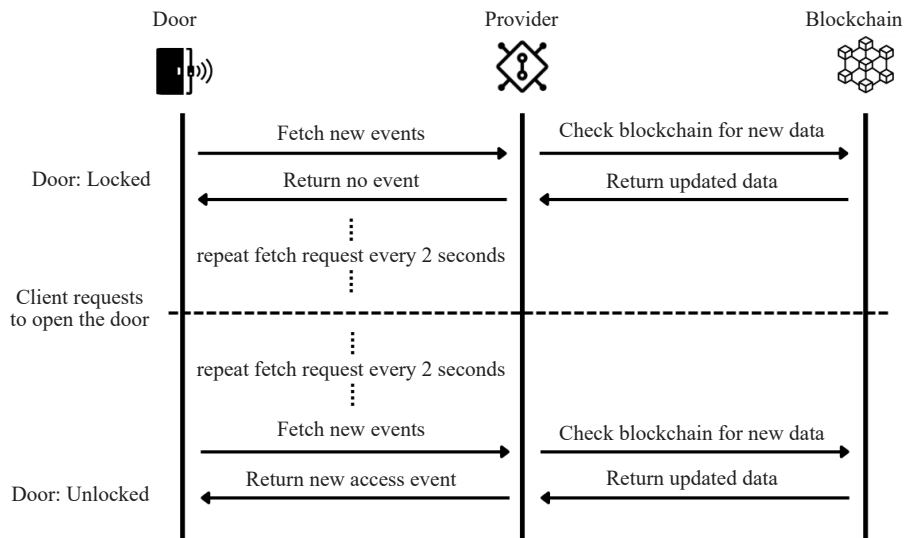 Door
Provider
Blockchain
Fetch new events
Check blockchain for new data
Door: Locked
Return no event
Return updated data
repeat fetch request every 2 seconds
Client requests
to open the door
repeat fetch request every 2 seconds
Fetch new events
Check blockchain for new data
Door: Unlocked
Return new access event
Return updated data